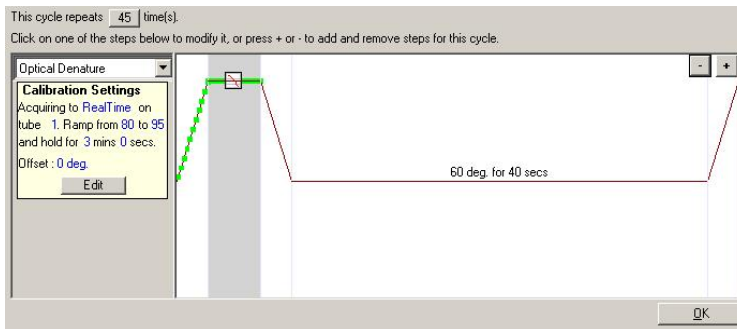 This cycle repeats 45 time(s).
Click on one of the steps below to modify it, or press + or - to add and remove steps for this cycle.
Optical Denature
- +
Calibration Settings
Acquiring to RealTime on
tube 1. Ramp from 80 to 95
and hold for 3 mins 0 secs.
Offset : 0 deg.
Edit
60 deg. for 40 secs
OK